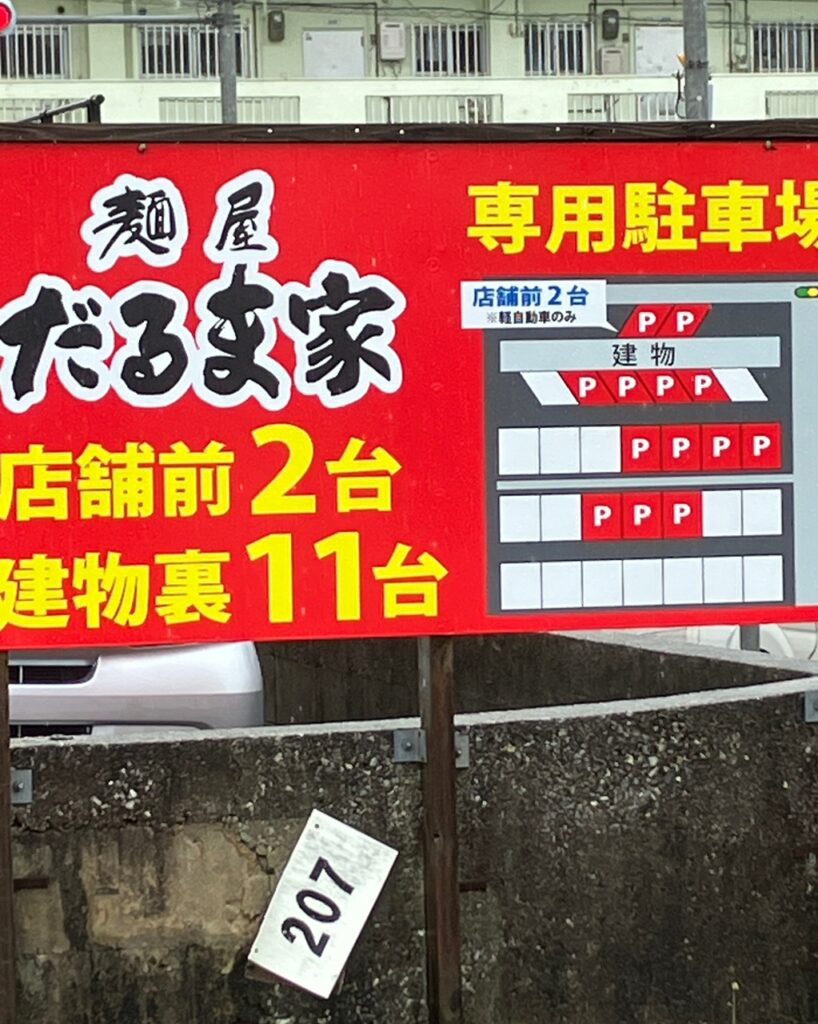 麺屋
だるま家
店舗前2台
建物裏11台
専用駐車場
店舗前2台
※軽自動車のみ
P P
建物
P P P P
P P P P
P P P
207